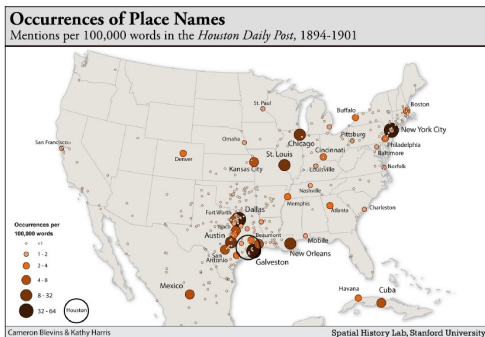 Occurrences of Place Names
Mentions per 100,000 words in the Houston Daily Post, 1894-1901
St. Paul
Boston
Buffalo
New York City
Omaha
Chicago
Pittsburg
Philadelphia
San Francisco
Denver
St. Louis
Cincinnati
Baltimore
Kansas City
Louisville
Norfolk
Nashville
Memphis
Atlanta
Charleston
Fort Worth
Dallas
Waco
Austin
Beaumont
Mobile
San
Antonio
New Orleans
Galveston
Occurrences per
100,000 words
<1
1 - 2
2 - 4
4 - 8
8 - 32
32 - 64
Houston
Mexico
Havana
Cuba
Cameron Blevins & Kathy Harris
Spatial History Lab, Stanford University